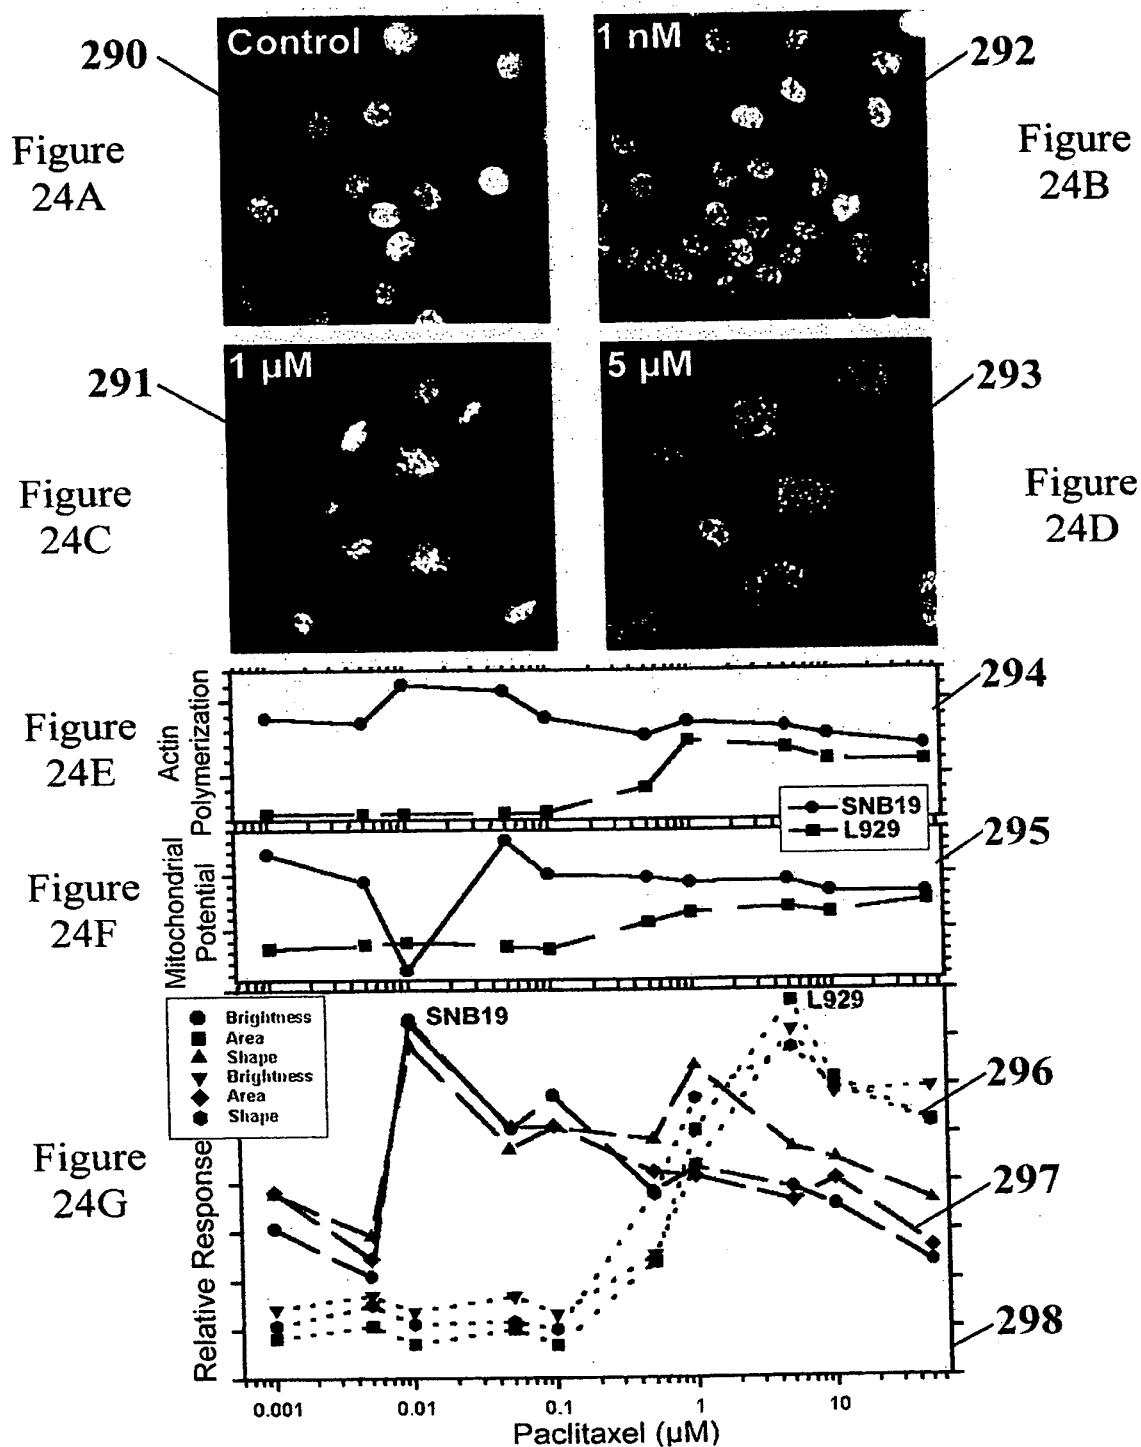 290
Control
1 nM
292
Figure
24A
Figure
24B
291
1 µM
5 µM
293
Figure
24C
Figure
24D
294
Figure
24E
Actin
Polymerization
SNB19
L929
295
Figure
24F
Mitochondrial
Potential
Brightness
Area
Shape
Brightness
Area
Shape
SNB19
L929
296
Figure
24G
297
Relative Response
298
0.001 0.01 0.1 1 10
Paclitaxel (µM)